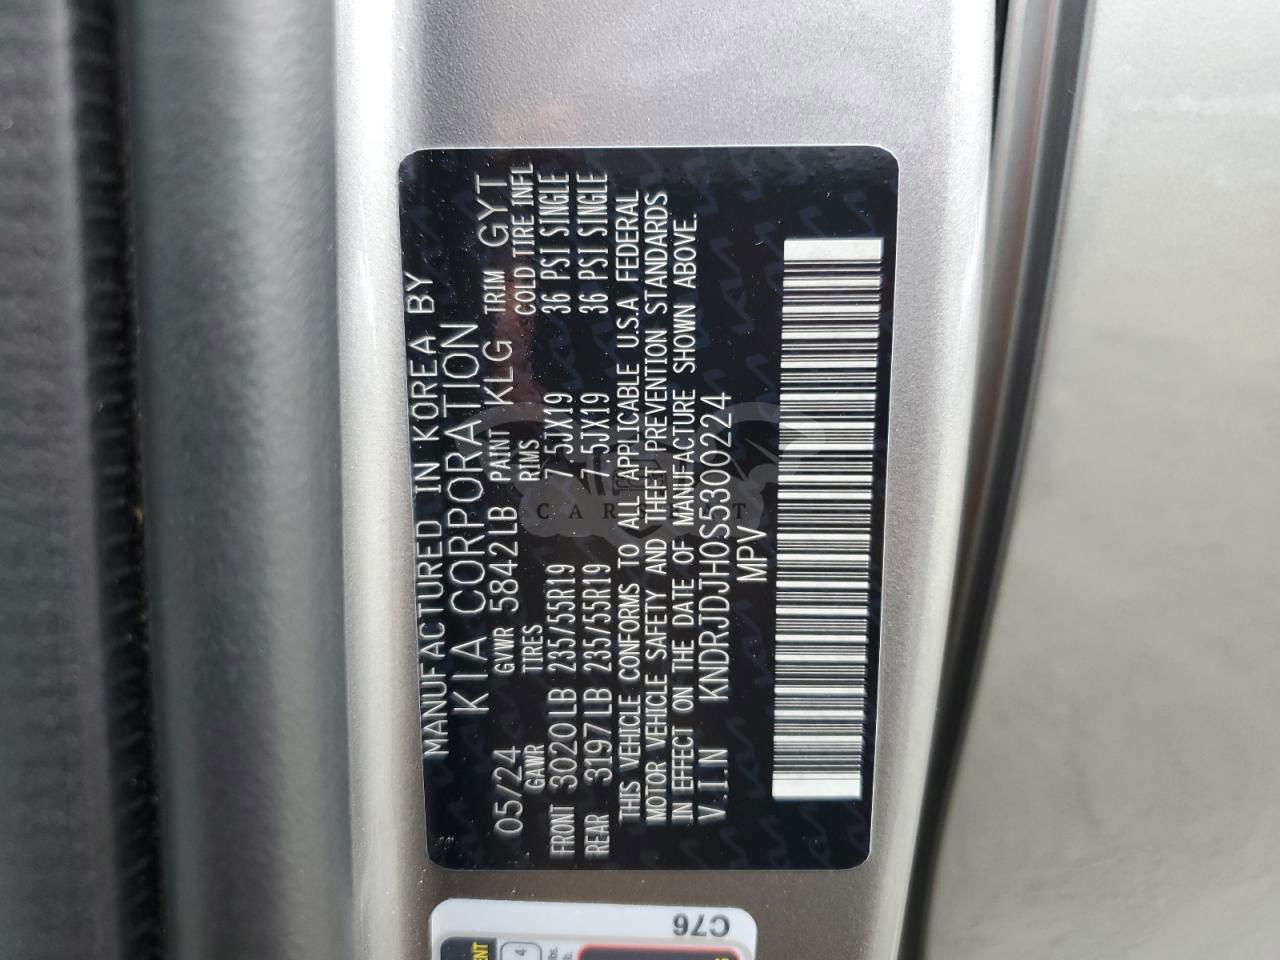 MANUFACTURED IN KOREA BY
KIA CORPORATION
05/24 GVWR 5842LB PAINT KLG TRIM GYT
GAWR TIRES RIMS COLD TIRE INFL
FRONT 3020LB 235/55R19 7.5JX19 36 PSI SINGLE
REAR 3197LB 235/55R19 7.5JX19 36 PSI SINGLE
THIS VEHICLE CONFORMS TO ALL APPLICABLE U.S.A FEDERAL
MOTOR VEHICLE SAFETY AND THEFT PREVENTION STANDARDS
IN EFFECT ON THE DATE OF MANUFACTURE SHOWN ABOVE.
V.I.N KNDRJDJH0S5300224
MPV
C76
4